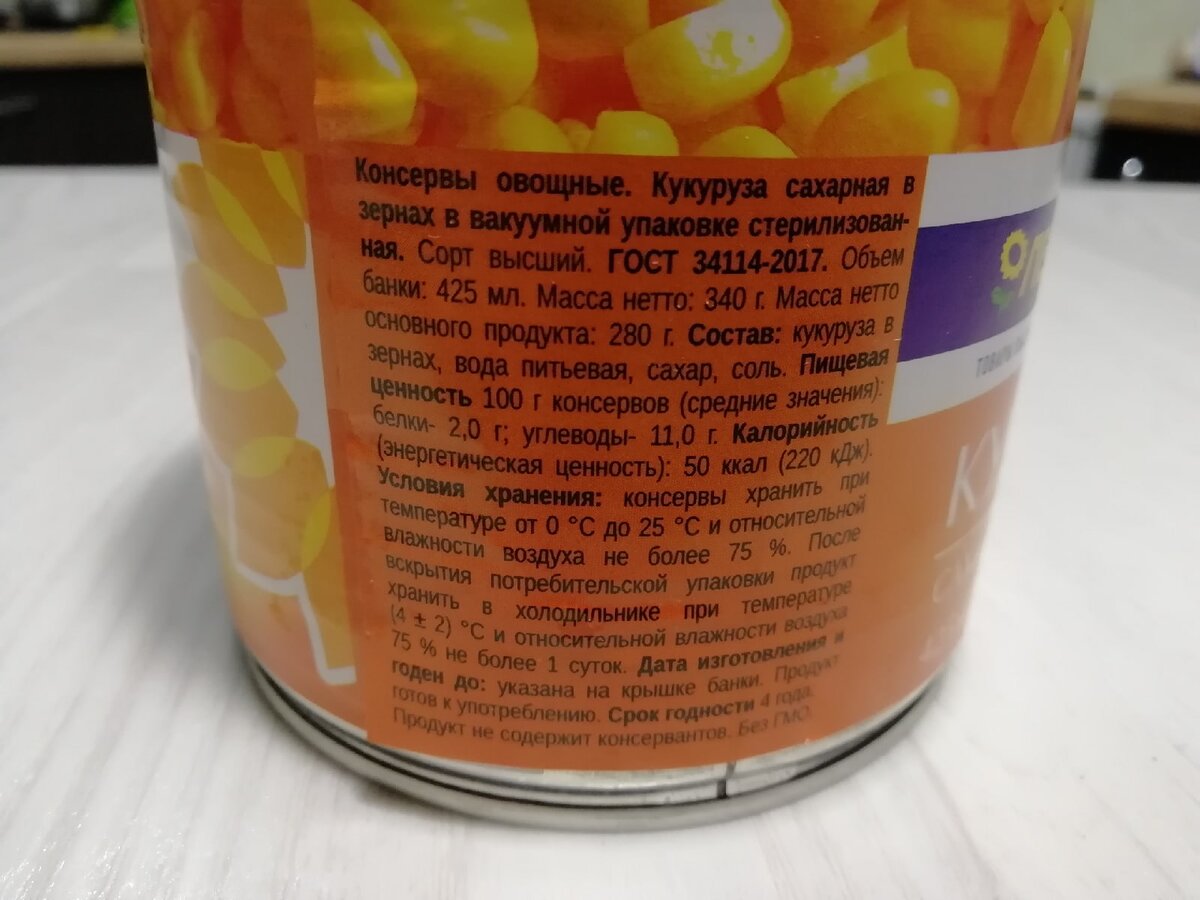 Консервы овощные. Кукуруза сахарная в
зернах в вакуумной упаковке стерилизован-
ная. Сорт высший. ГОСТ 34114-2017. Объем
банки: 425 мл. Масса нетто: 340 г. Масса нетто
основного продукта: 280 г. Состав: кукуруза в
зернах, вода питьевая, сахар, соль. Пищевая
ценность 100 г консервов (средние значения):
белки- 2,0 г; углеводы- 11,0 г. Калорийность
(энергетическая ценность): 50 ккал (220 кДж).
Условия хранения: консервы хранить при
температуре от 0 °С до 25 °С и относительной
влажности воздуха не более 75 %. После
вскрытия потребительской упаковки продукт
хранить в холодильнике при температуре
(4 ± 2) °С и относительной влажности воздуха
75 % не более 1 суток. Дата изготовления и
годен до: указана на крышке банки. Продукт
готов к употреблению. Срок годности 4 года.
Продукт не содержит консервантов. Без ГМО.